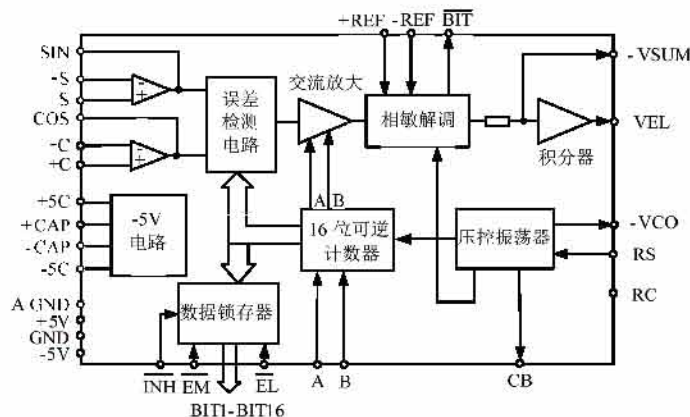 +REF -REF BIT
SIN
-S
S
COS
-C
+C
+5C
+CAP
-CAP
-5C
A GND
+5V
GND
-5V
误差
检测
电路
交流放大
相敏解调
积分器
-VSUM
VEL
-VCO
RS
RC
-5V
电路
A B
16 位可逆
计数器
压控振荡器
数据锁存器
INH EM EL A B CB
BIT1-BIT16